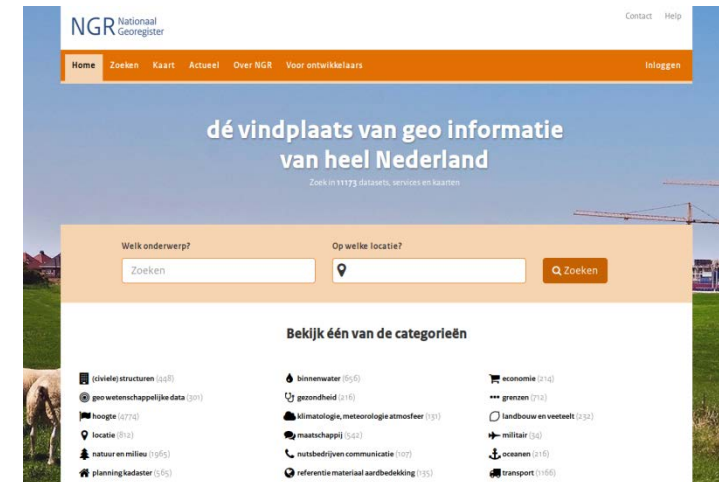 NGR Nationaal
Georegister
Contact Help
Home Zoeken Kaart Actueel Over NGR Voor ontwikkelaars Inloggen
dé vindplaats van geo informatie
van heel Nederland
Zoek in 11173 datasets, services en kaarten
Welk onderwerp? Op welke locatie?
Zoeken Zoeken
Bekijk één van de categorieën
(civiele) structuren (448) binnenwater (656) economie (214)
geo wetenschappelijke data (301) gezondheid (216) grenzen (712)
hoogte (4774) klimatologie, meteorologie atmosfeer (131) landbouw en veeteelt (232)
locatie (812) maatschappij (542) militair (34)
natuur en milieu (1965) nutsbedrijven communicatie (107) oceanen (216)
planning kadaster (565) referentie materiaal aardbedekking (135) transport (1166)